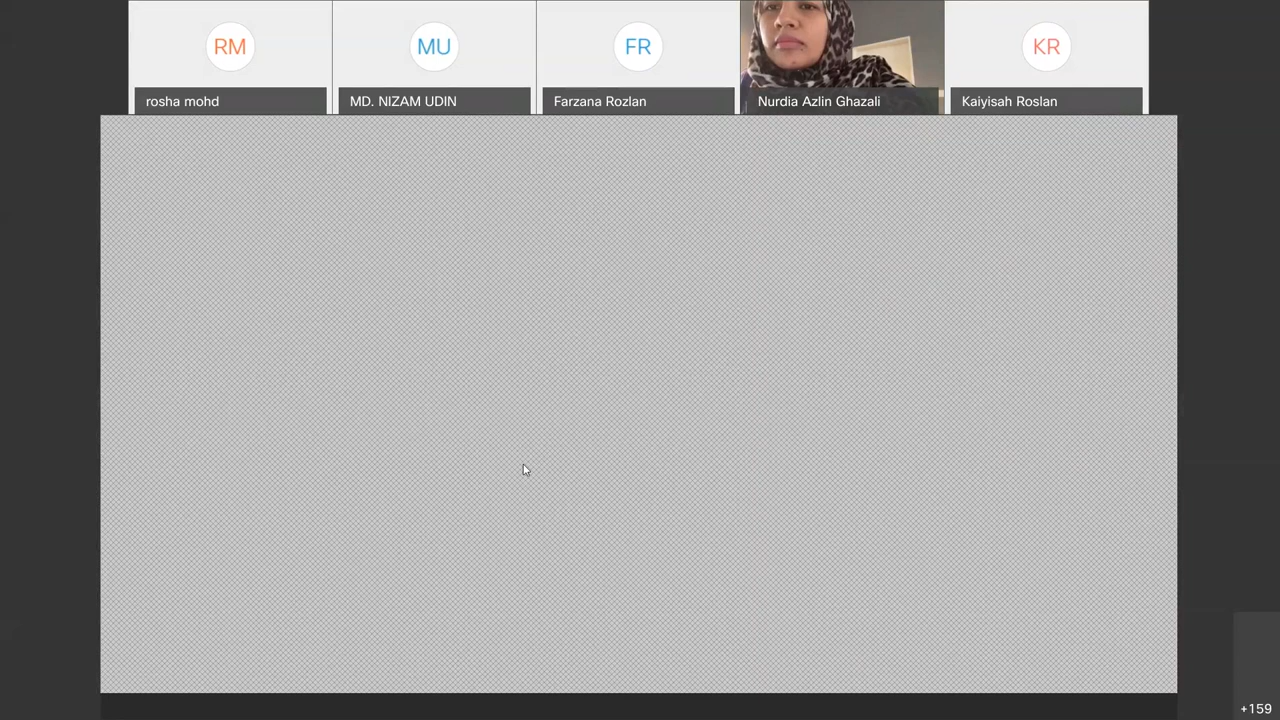 RM
MU
FR
KR
rosha mohd
MD. NIZAM UDIN
Farzana Rozlan
Nurdia Azlin Ghazali
Kaiyisah Roslan
+159